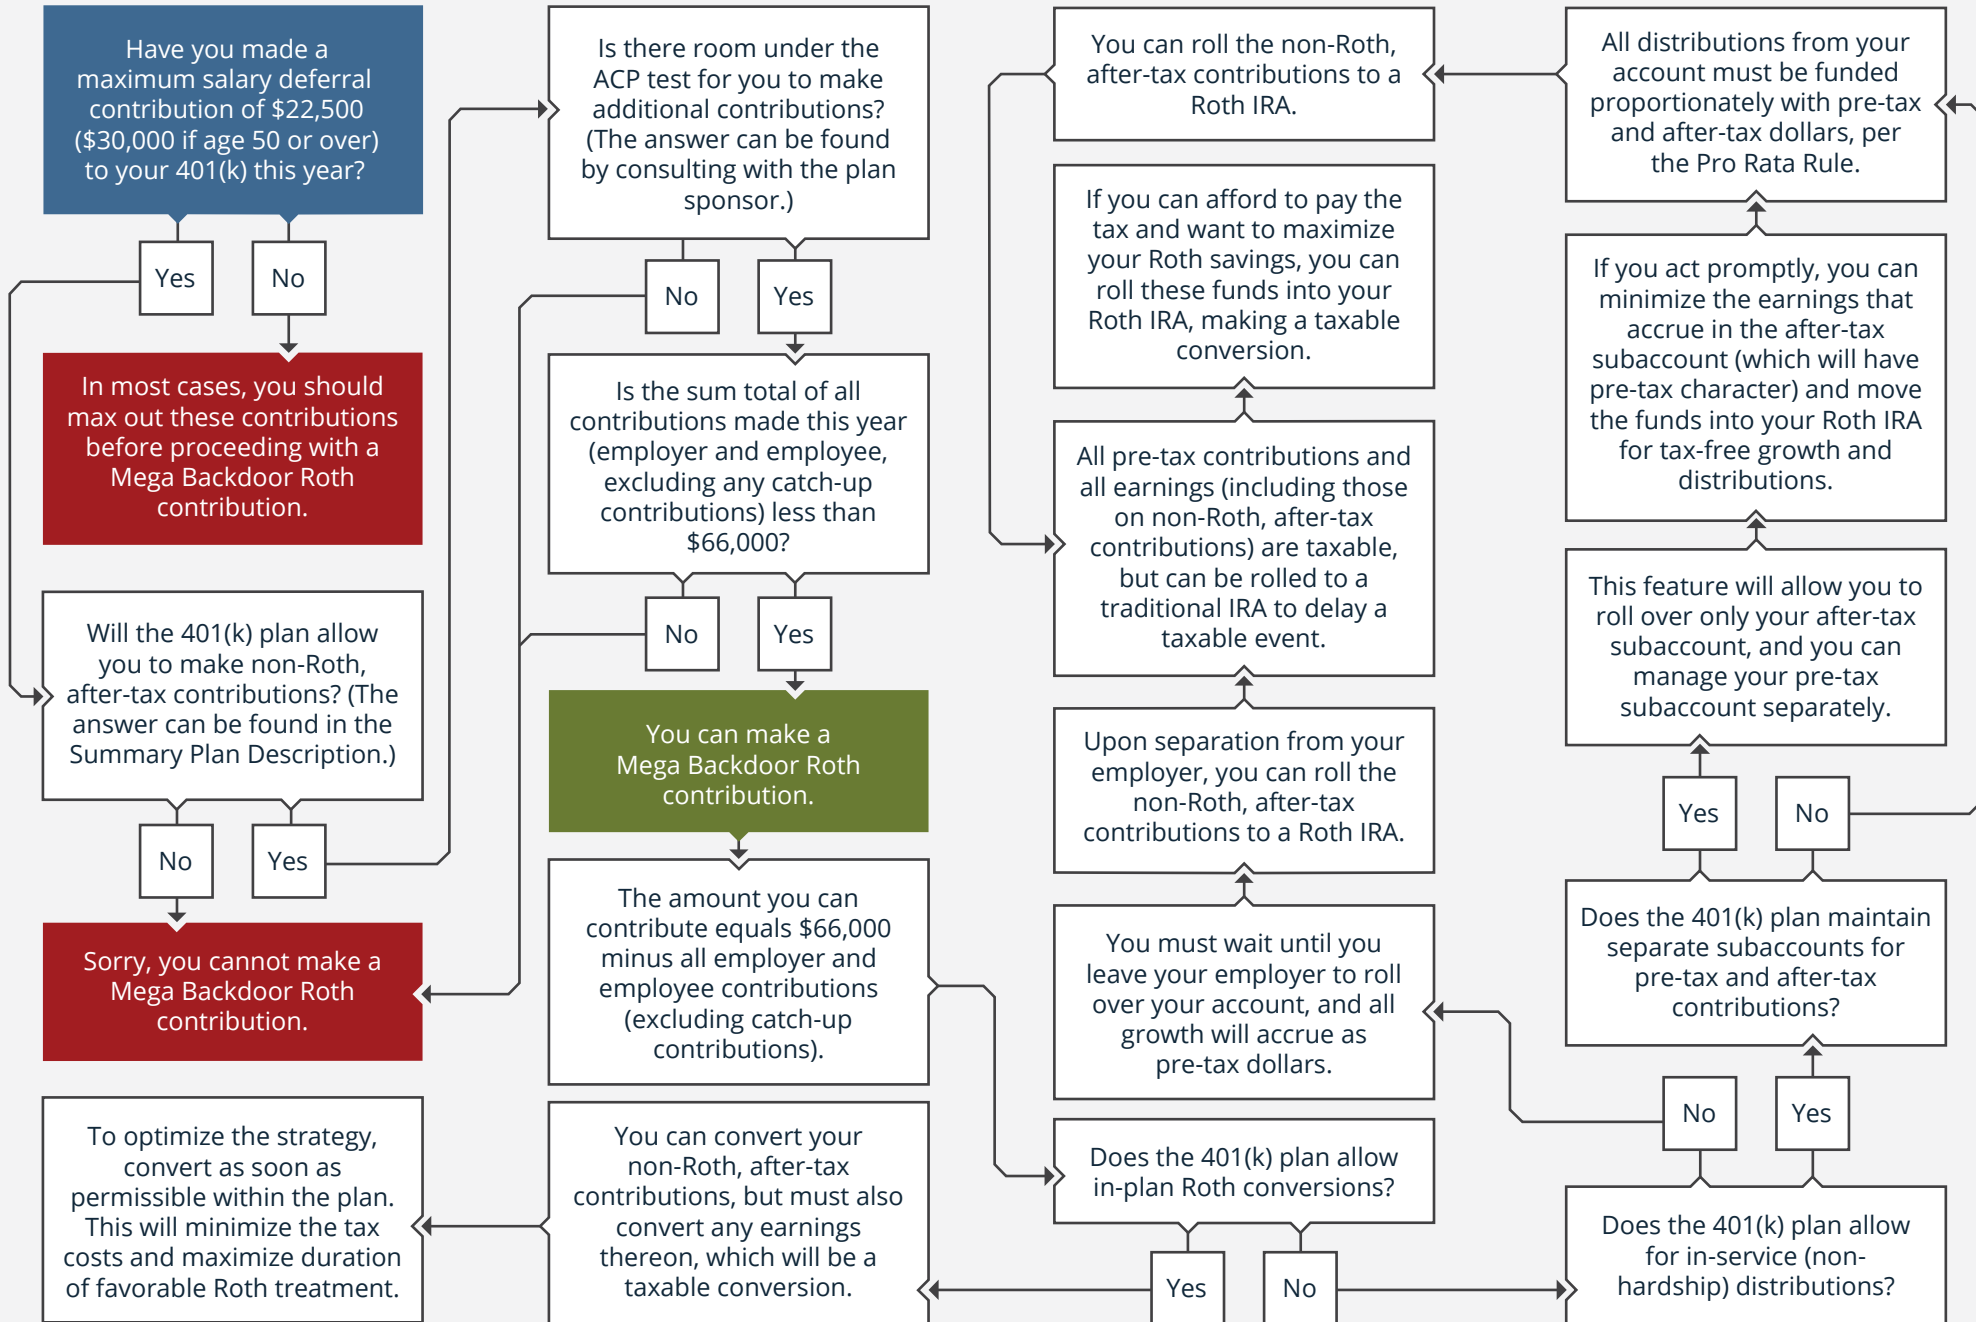 Have you made a
maximum salary deferral
contribution of $22,500
($30,000 if age 50 or over)
to your 401(k) this year?
Yes
No
In most cases, you should
max out these contributions
before proceeding with a
Mega Backdoor Roth
contribution.
Will the 401(k) plan allow
you to make non-Roth,
after-tax contributions? (The
answer can be found in the
Summary Plan Description.)
No
Yes
Sorry, you cannot make a
Mega Backdoor Roth
contribution.
Is there room under the
ACP test for you to make
additional contributions?
(The answer can be found
by consulting with the plan
sponsor.)
No
Yes
Is the sum total of all
contributions made this year
(employer and employee,
excluding any catch-up
contributions) less than
$66,000?
No
Yes
You can make a
Mega Backdoor Roth
contribution.
The amount you can
contribute equals $66,000
minus all employer and
employee contributions
(excluding catch-up
contributions).
Does the 401(k) plan allow
in-plan Roth conversions?
Yes
No
You can convert your
non-Roth, after-tax
contributions, but must also
convert any earnings
thereon, which will be a
taxable conversion.
To optimize the strategy,
convert as soon as
permissible within the plan.
This will minimize the tax
costs and maximize duration
of favorable Roth treatment.
Does the 401(k) plan allow
for in-service (non-
hardship) distributions?
No
Yes
You must wait until you
leave your employer to roll
over your account, and all
growth will accrue as
pre-tax dollars.
Upon separation from your
employer, you can roll the
non-Roth, after-tax
contributions to a Roth IRA.
All pre-tax contributions and
all earnings (including those
on non-Roth, after-tax
contributions) are taxable,
but can be rolled to a
traditional IRA to delay a
taxable event.
If you can afford to pay the
tax and want to maximize
your Roth savings, you can
roll these funds into your
Roth IRA, making a taxable
conversion.
Does the 401(k) plan maintain
separate subaccounts for
pre-tax and after-tax
contributions?
Yes
No
This feature will allow you to
roll over only your after-tax
subaccount, and you can
manage your pre-tax
subaccount separately.
If you act promptly, you can
minimize the earnings that
accrue in the after-tax
subaccount (which will have
pre-tax character) and move
the funds into your Roth IRA
for tax-free growth and
distributions.
All distributions from your
account must be funded
proportionately with pre-tax
and after-tax dollars, per
the Pro Rata Rule.
You can roll the non-Roth,
after-tax contributions to a
Roth IRA.